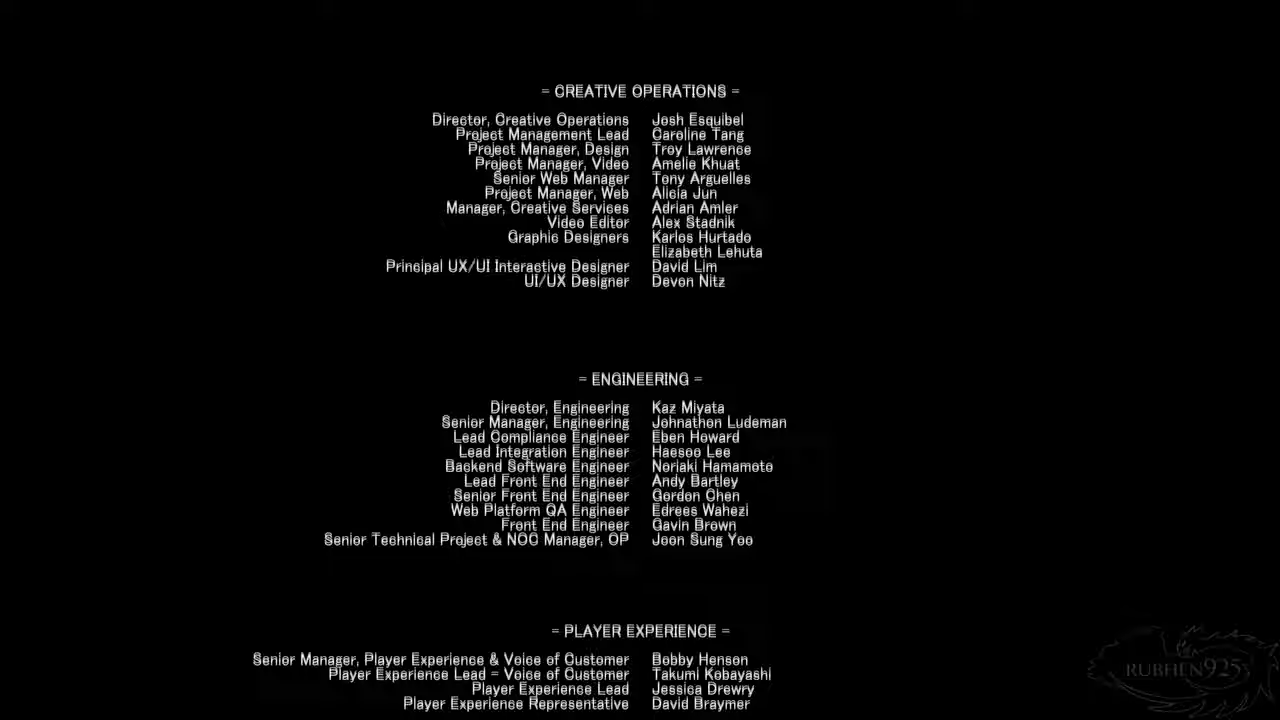 = CREATIVE OPERATIONS =
Director, Creative Operations Josh Esquibel
Project Management Lead Caroline Tang
Project Manager, Design Troy Lawrence
Project Manager, Video Amelie Khuat
Senior Web Manager Tony Arguelles
Project Manager, Web Alicia Jun
Manager, Creative Services Adrian Amler
Video Editor Alex Stadnik
Graphic Designers Karlos Hurtado
Elizabeth Lehuta
Principal UX/UI Interactive Designer David Lim
UI/UX Designer Devon Nitz
= ENGINEERING =
Director, Engineering Kaz Miyata
Senior Manager, Engineering Johnathon Ludeman
Lead Compliance Engineer Eben Howard
Lead Integration Engineer Haesoo Lee
Backend Software Engineer Noriaki Hamamoto
Lead Front End Engineer Andy Bartley
Senior Front End Engineer Gordon Chen
Web Platform QA Engineer Edrees Wahezi
Front End Engineer Gavin Brown
Senior Technical Project & NOC Manager, OP Joon Sung Yoo
= PLAYER EXPERIENCE =
Senior Manager, Player Experience & Voice of Customer Bobby Henson
Player Experience Lead - Voice of Customer Takumi Kobayashi
Player Experience Lead Jessica Drewry
Player Experience Representative David Braymer
RUBHEN925